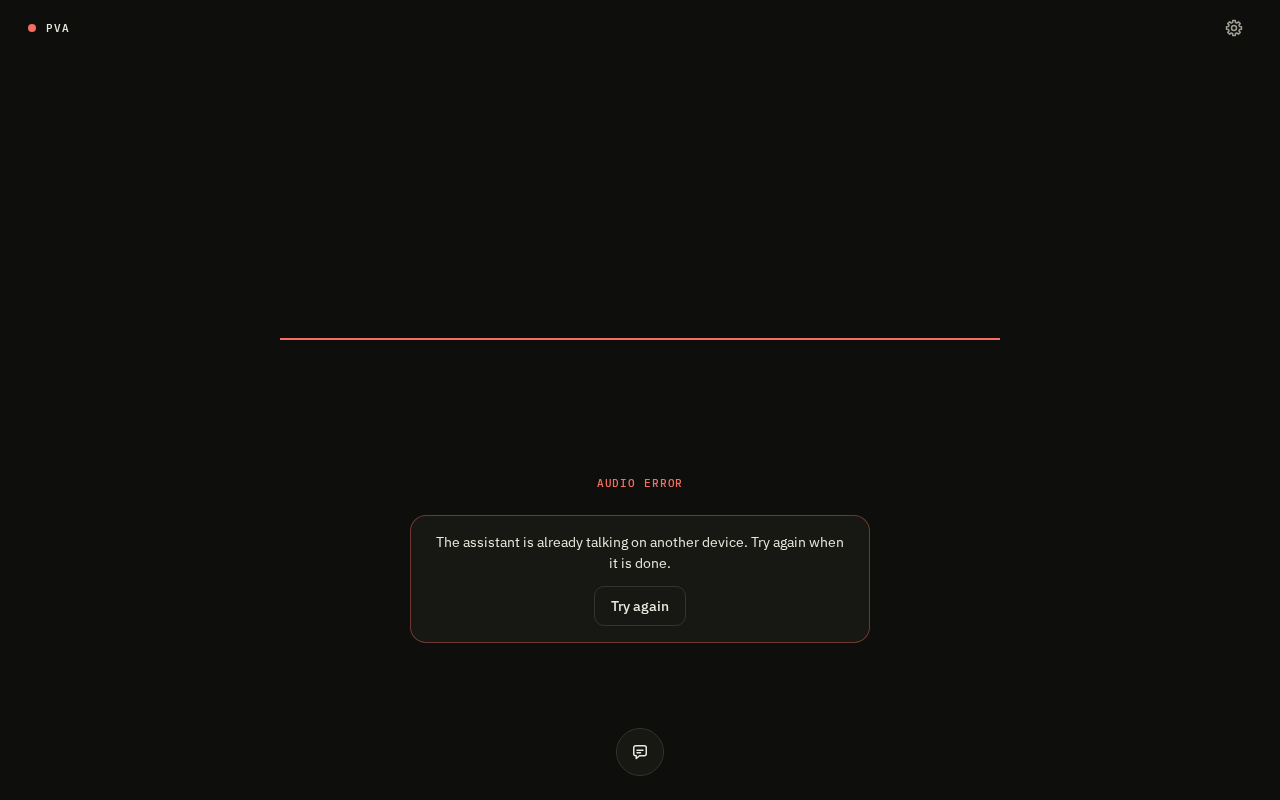 PVA
AUDIO ERROR
The assistant is already talking on another device. Try again when
it is done.
Try again